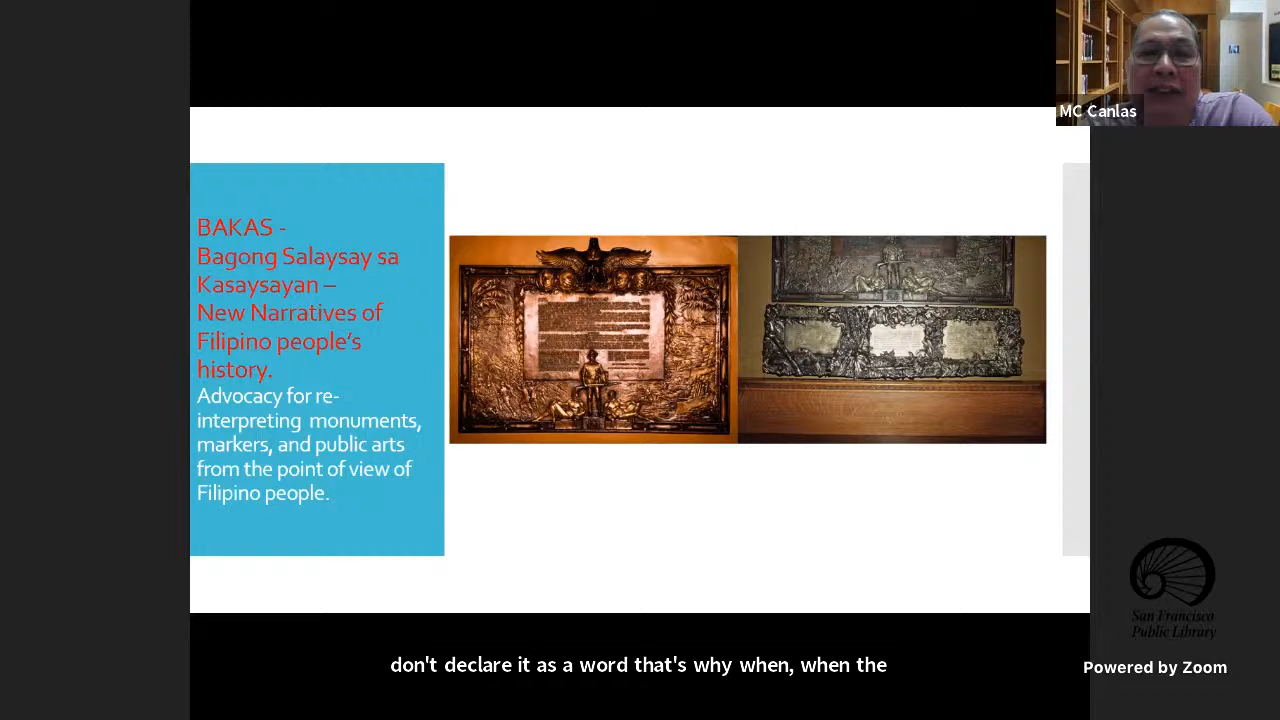 MC Canlas
BAKAS -
Bagong Salaysay sa
Kasaysayan –
New Narratives of
Filipino people's
history.
Advocacy for re-
interpreting monuments,
markers, and public arts
from the point of view of
Filipino people.
San Francisco
Public Library
don't declare it as a word that's why when, when the
Powered by Zoom